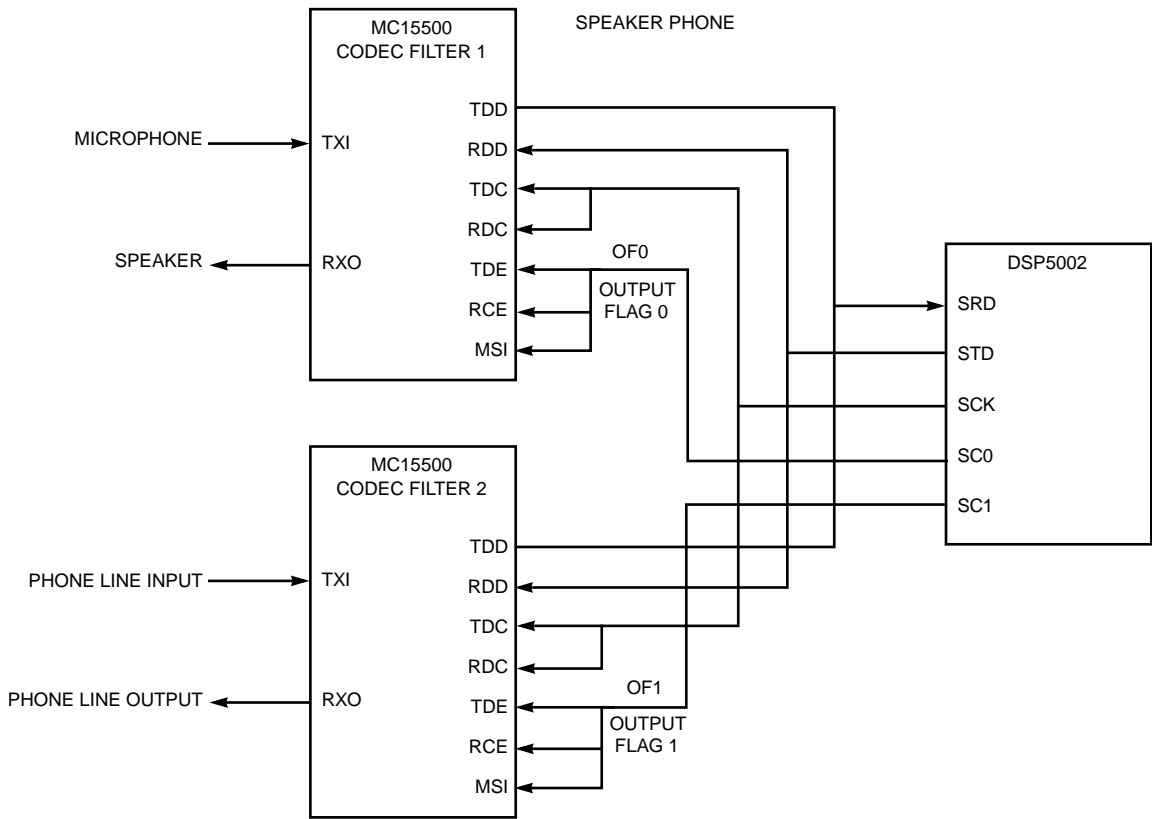 SPEAKER PHONE
MC15500
CODEC FILTER 1
MICROPHONE
SPEAKER
TXI
RXO
TDD
RDD
TDC
RDC
TDE
RCE
MSI
OF0
OUTPUT
FLAG 0
DSP5002
SRD
STD
SCK
SC0
SC1
MC15500
CODEC FILTER 2
PHONE LINE INPUT
PHONE LINE OUTPUT
TXI
RXO
TDD
RDD
TDC
RDC
TDE
RCE
MSI
OF1
OUTPUT
FLAG 1